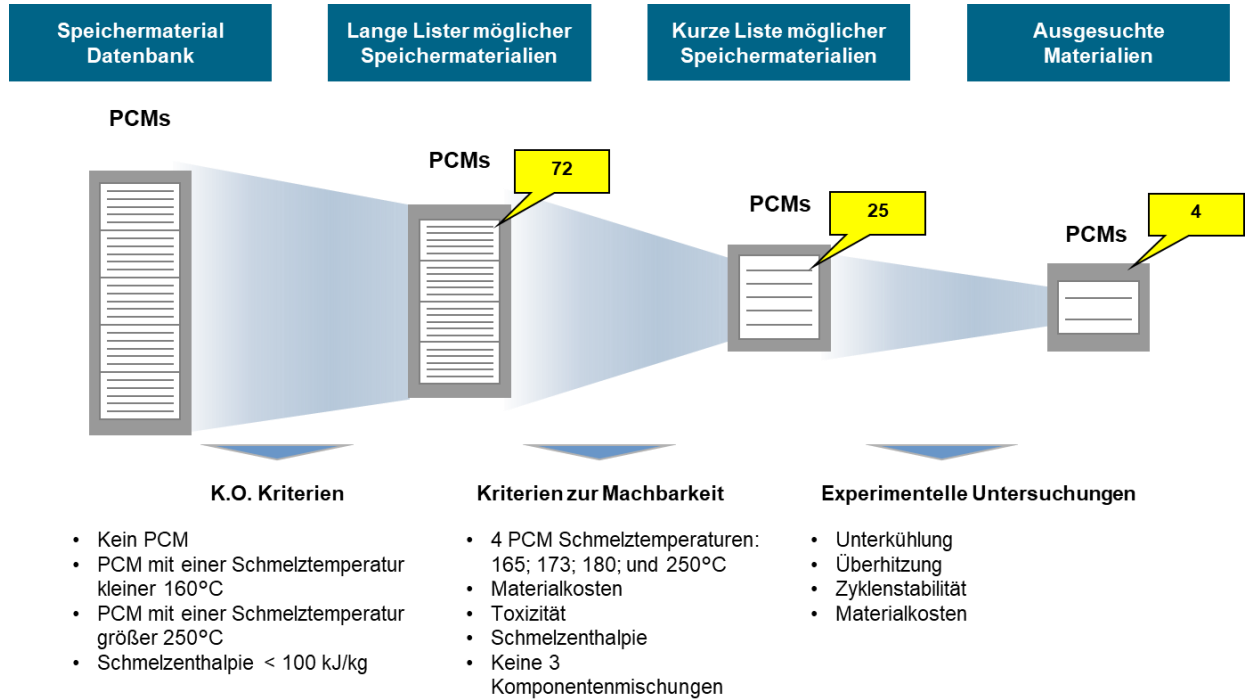 Speichermaterial
Datenbank
Lange Lister möglicher
Speichermaterialien
Kurze Liste möglicher
Speichermaterialien
Ausgesuchte
Materialien
PCMs
PCMs
72
PCMs
25
PCMs
4
K.O. Kriterien
• Kein PCM
• PCM mit einer Schmelztemperatur
kleiner 160°C
• PCM mit einer Schmelztemperatur
größer 250°C
• Schmelzenthalpie < 100 kJ/kg
Kriterien zur Machbarkeit
• 4 PCM Schmelztemperaturen:
165; 173; 180; und 250°C
• Materialkosten
• Toxizität
• Schmelzenthalpie
• Keine 3
Komponentenmischungen
Experimentelle Untersuchungen
• Unterkühlung
• Überhitzung
• Zyklenstabilität
• Materialkosten